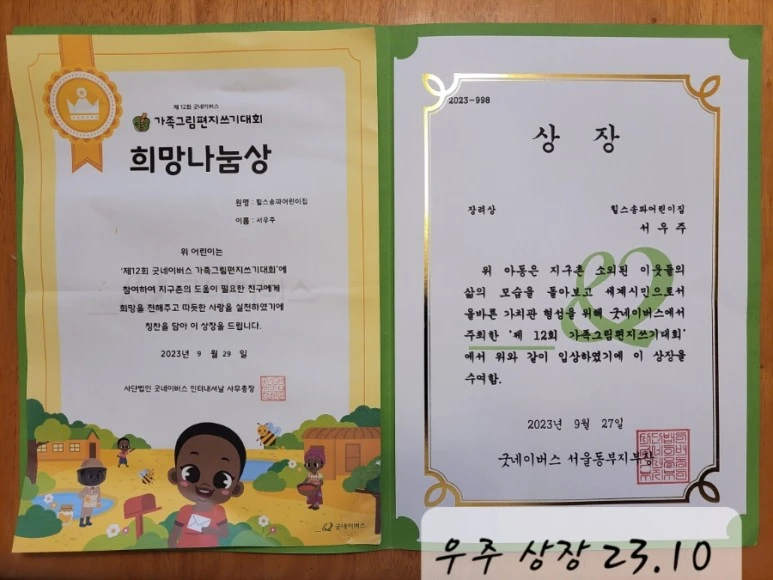 제 12회 굿네이버스
가족그림편지쓰기대회
희망나눔상
원명 : 힐스송파어린이집
이름 : 서우주
위 어린이는
'제12회 굿네이버스 가족그림편지쓰기대회'에
참여하여 지구촌의 도움이 필요한 친구에게
희망을 전해주고 따뜻한 사랑을 실천하였기에
칭찬을 담아 이 상장을 드립니다.
2023년 9 월 29 일
사단법인 굿네이버스 인터내셔날 사무총장
굿네이버스
2023-998
상 장
장려상
힐스송파어린이집
서 우 주
위 아동은 지구촌 소외된 이웃들의
삶의 모습을 돌아보고 세계시민으로서
올바른 가치관 형성을 위해 굿네이버스에서
주최한 '제 12회 가족그림편지쓰기대회'
에서 위와 같이 입상하였기에 이 상장을
수여함.
2023년 9월 27일
굿네이버스 서울동부지부장
우주 상장 23.10